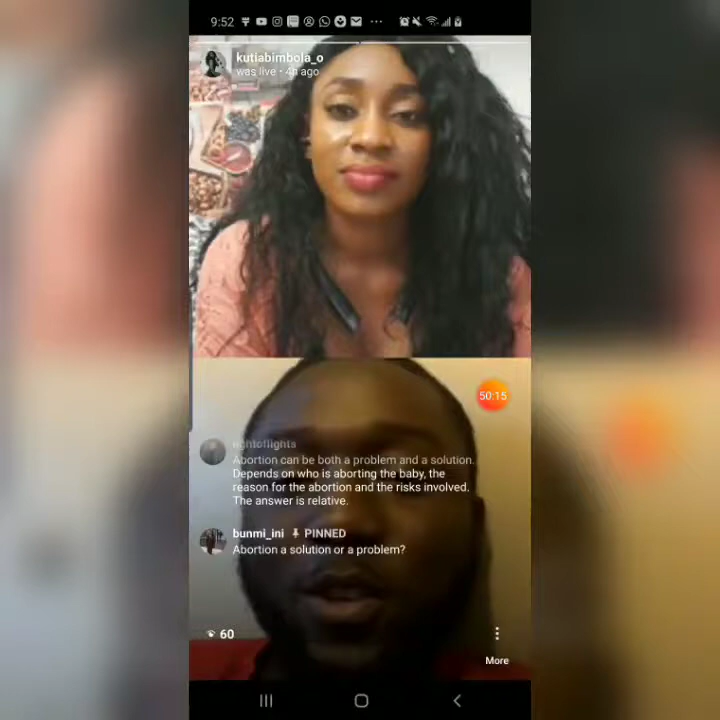 9:52
kutiabimbola_o
was live • 4h ago
50:15
lightoflights
Abortion can be both a problem and a solution.
Depends on who is aborting the baby, the
reason for the abortion and the risks involved.
The answer is relative.
bunmi_ini PINNED
Abortion a solution or a problem?
60
More